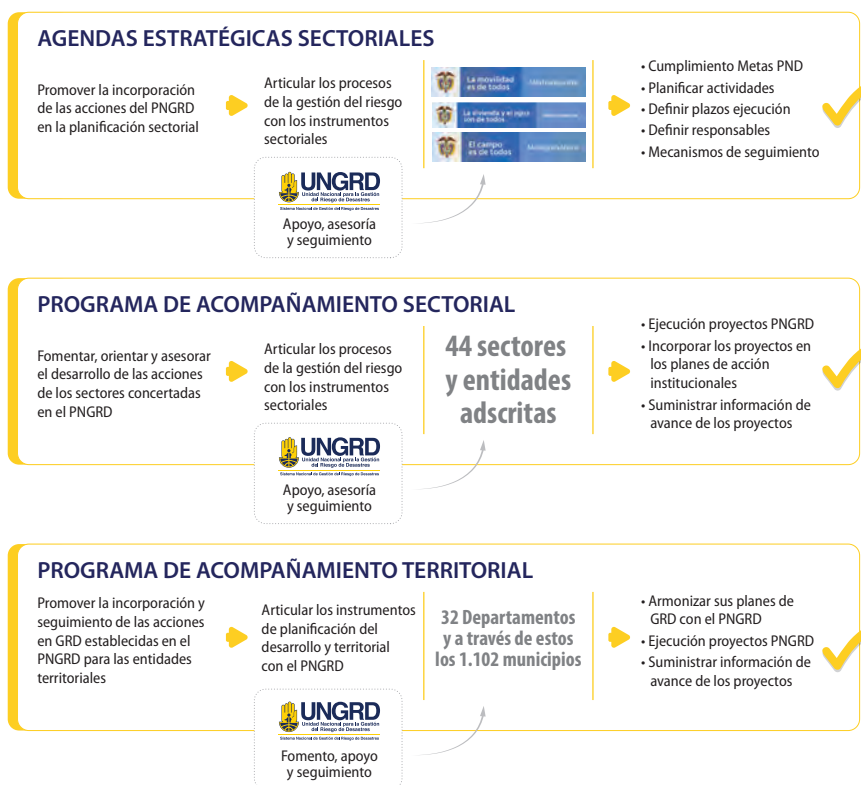 AGENDAS ESTRATÉGICAS SECTORIALES
Promover la incorporación
de las acciones del PNGRD
en la planificación sectorial
Articular los procesos
de la gestión del riesgo
con los instrumentos
sectoriales
UNGRD
Unidad Nacional para la Gestión
del Riesgo de Desastres
Sistema Nacional de Gestión del Riesgo de Desastres
Apoyo, asesoría
y seguimiento
La movilidad
es de todos
La vivienda y el agua
son de todos
El campo
es de todos
• Cumplimiento Metas PND
• Planificar actividades
• Definir plazos ejecución
• Definir responsables
• Mecanismos de seguimiento
PROGRAMA DE ACOMPAÑAMIENTO SECTORIAL
Fomentar, orientar y asesorar
el desarrollo de las acciones
de los sectores concertadas
en el PNGRD
Articular los procesos
de la gestión del riesgo
con los instrumentos
sectoriales
UNGRD
Unidad Nacional para la Gestión
del Riesgo de Desastres
Sistema Nacional de Gestión del Riesgo de Desastres
Apoyo, asesoría
y seguimiento
44 sectores
y entidades
adscritas
• Ejecución proyectos PNGRD
• Incorporar los proyectos en
los planes de acción
institucionales
• Suministrar información de
avance de los proyectos
PROGRAMA DE ACOMPAÑAMIENTO TERRITORIAL
Promover la incorporación y
seguimiento de las acciones
en GRD establecidas en el
PNGRD para las entidades
territoriales
Articular los instrumentos
de planificación del
desarrollo y territorial
con el PNGRD
UNGRD
Unidad Nacional para la Gestión
del Riesgo de Desastres
Sistema Nacional de Gestión del Riesgo de Desastres
Fomento, apoyo
y seguimiento
32 Departamentos
y a través de estos
los 1.102 municipios
• Armonizar sus planes de
GRD con el PNGRD
• Ejecución proyectos PNGRD
• Suministrar información de
avance de los proyectos